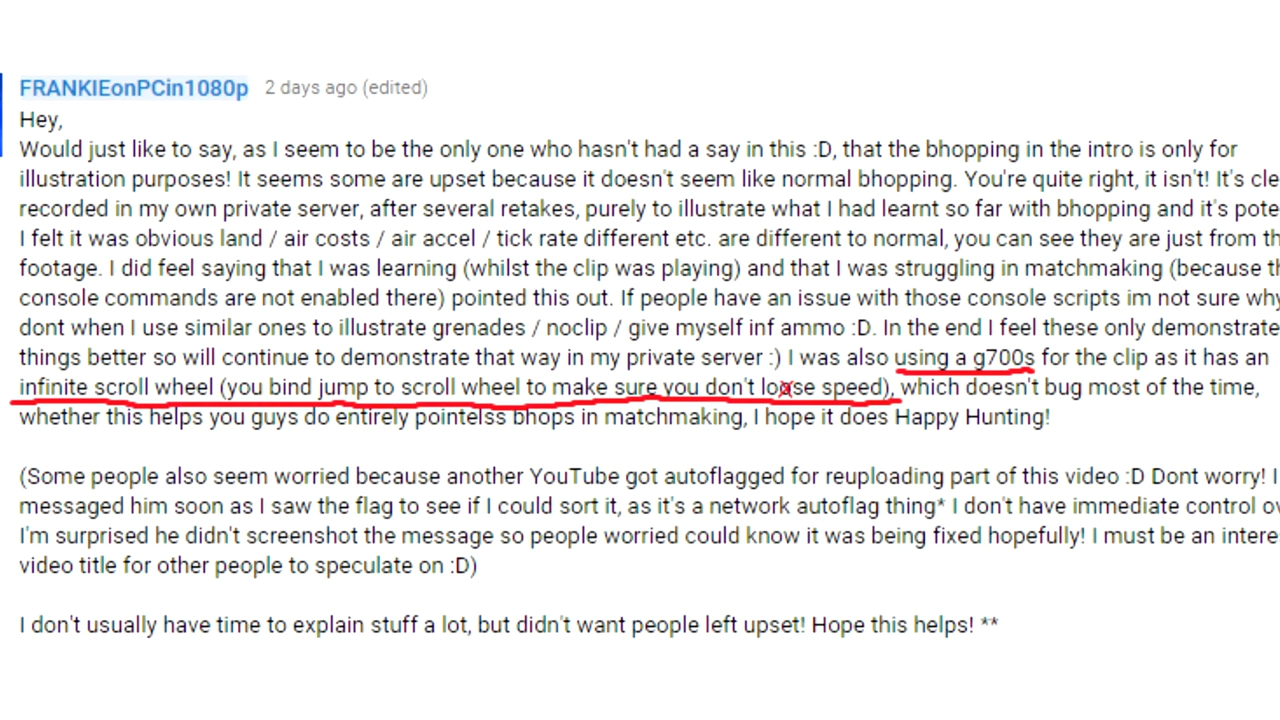 FRANKIEonPCin1080p 2 days ago (edited)
Hey,
Would just like to say, as I seem to be the only one who hasn't had a say in this :D, that the bhopping in the intro is only for
illustration purposes! It seems some are upset because it doesn't seem like normal bhopping. You're quite right, it isn't! It's cle
recorded in my own private server, after several retakes, purely to illustrate what I had learnt so far with bhopping and it's pote
I felt it was obvious land / air costs / air accel / tick rate different etc. are different to normal, you can see they are just from th
footage. I did feel saying that I was learning (whilst the clip was playing) and that I was struggling in matchmaking (because th
console commands are not enabled there) pointed this out. If people have an issue with those console scripts im not sure why
dont when I use similar ones to illustrate grenades / noclip / give myself inf ammo :D. In the end I feel these only demonstrate
things better so will continue to demonstrate that way in my private server :) I was also using a g700s for the clip as it has an
infinite scroll wheel (you bind jump to scroll wheel to make sure you don't loose speed), which doesn't bug most of the time,
whether this helps you guys do entirely pointelss bhops in matchmaking, I hope it does Happy Hunting!
(Some people also seem worried because another YouTube got autoflagged for reuploading part of this video :D Dont worry! I
messaged him soon as I saw the flag to see if I could sort it, as it's a network autoflag thing* I don't have immediate control ov
I'm surprised he didn't screenshot the message so people worried could know it was being fixed hopefully! I must be an intere
video title for other people to speculate on :D)
I don't usually have time to explain stuff a lot, but didn't want people left upset! Hope this helps! **